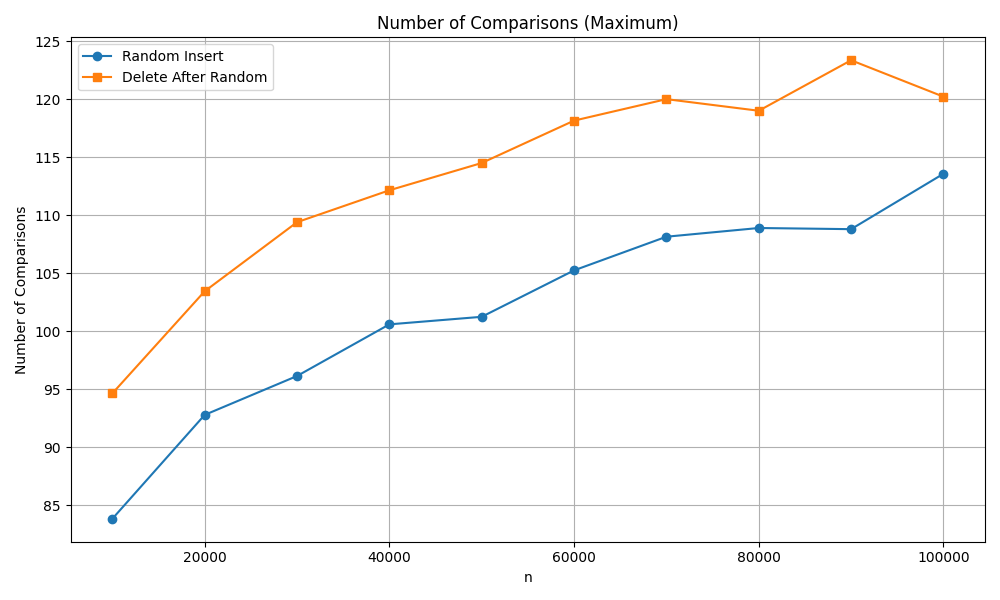 Number of Comparisons (Maximum)
Random Insert
Delete After Random
Number of Comparisons
125
120
115
110
105
100
95
90
85
20000
40000
60000
80000
100000
n